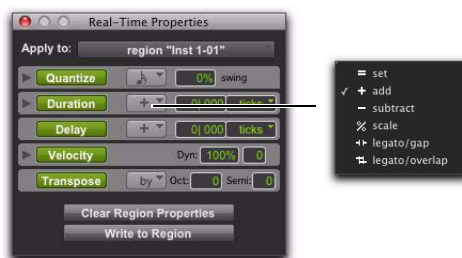 Real-Time Properties
Apply to: region "Inst 1-01"
Quantize 0% swing
Duration + 0| 000 ticks
Delay + 0| 000 ticks
Velocity Dyn: 100% 0
Transpose by Oct: 0 Semi: 0
Clear Region Properties
Write to Region
= set
✓ + add
− subtract
% scale
legato/gap
legato/overlap